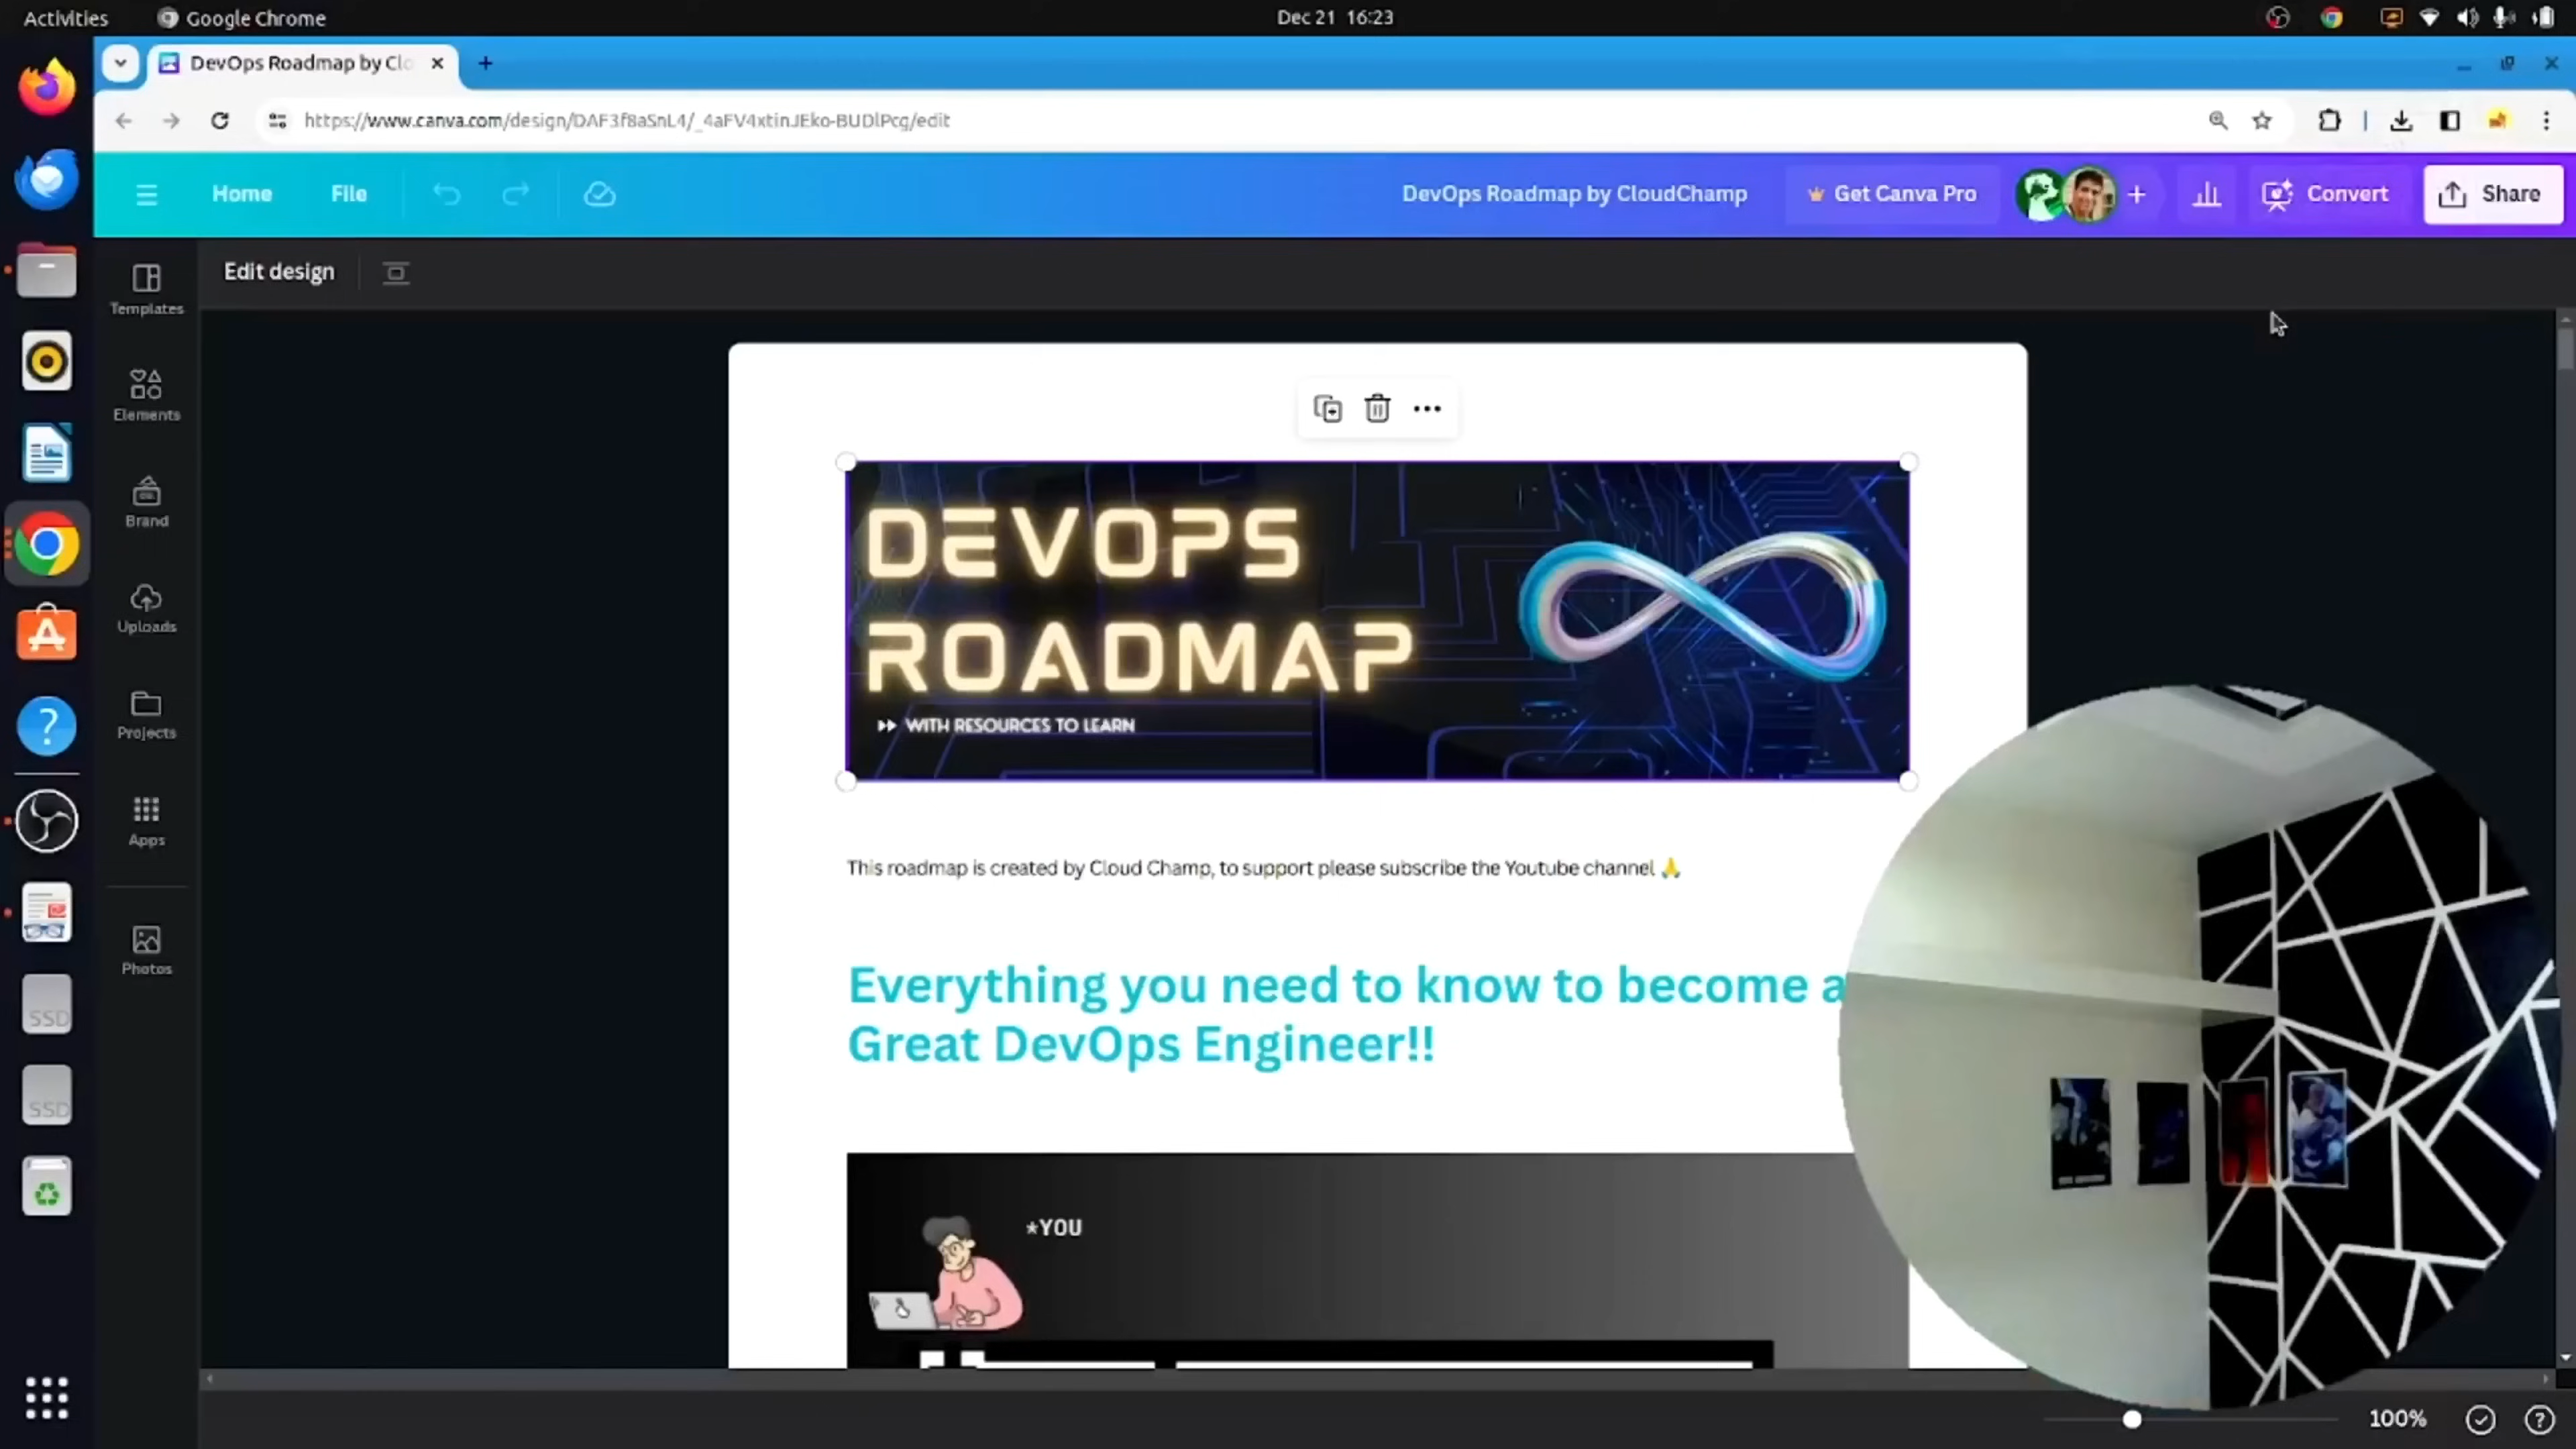 Activities
Google Chrome
Dec 21 16:23
DevOps Roadmap by Clo
https://www.canva.com/design/DAF3f8aSnL4/_4aFV4xtinJEko-BUDlPcg/edit
Home
File
DevOps Roadmap by CloudChamp
Get Canva Pro
Convert
Share
Edit design
Templates
Elements
Brand
Uploads
Projects
Apps
Photos
DEVOPS
ROADMAP
WITH RESOURCES TO LEARN
This roadmap is created by Cloud Champ, to support please subscribe the Youtube channel 🙏
Everything you need to know to become a
Great DevOps Engineer!!
*YOU
SSD
SSD
100%